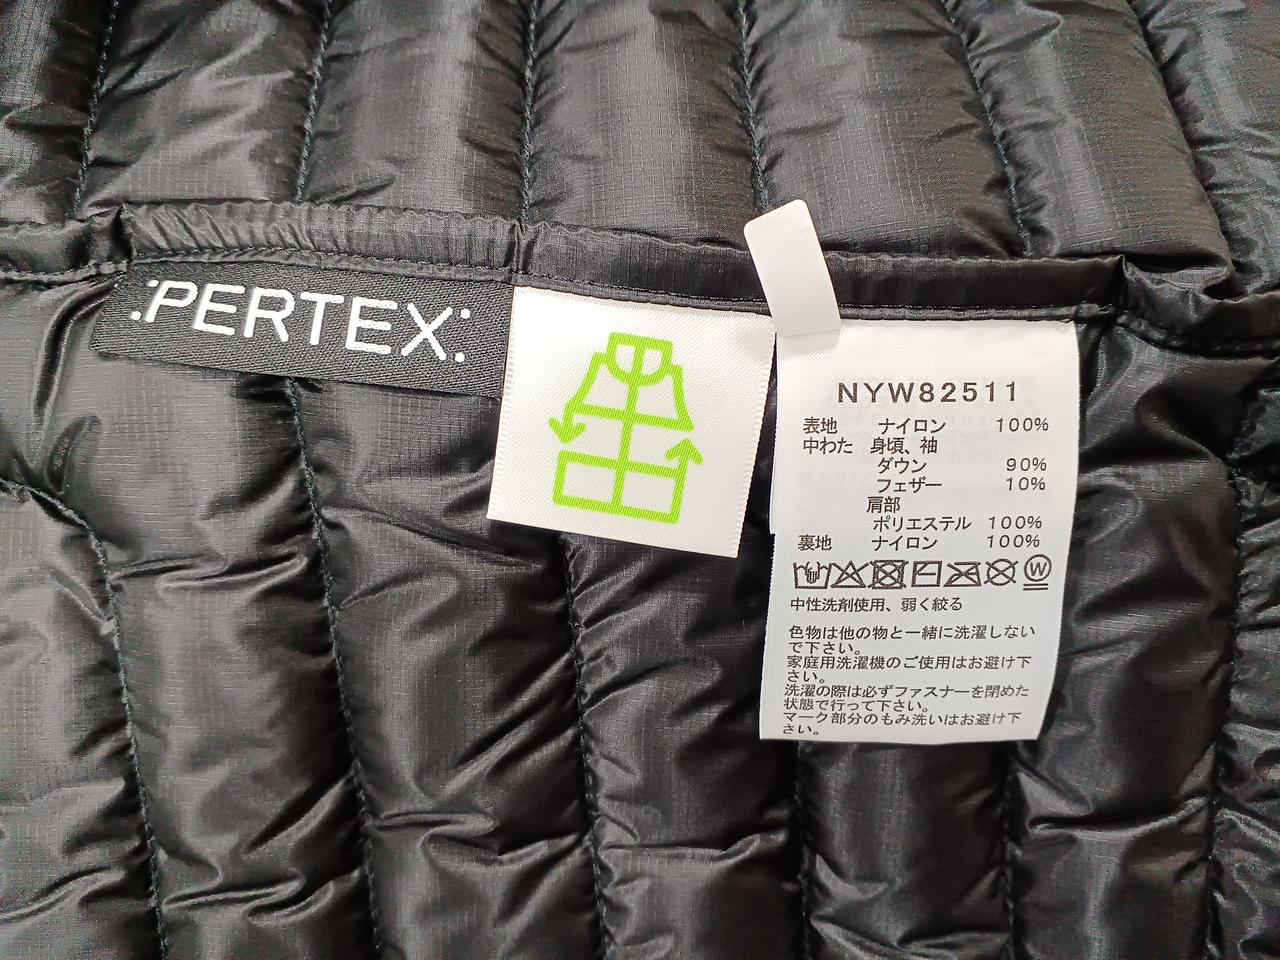 PERTEX
NYW82511
表地 ナイロン 100%
中わた 身頃、袖
ダウン 90%
フェザー 10%
肩部
ポリエステル 100%
裏地 ナイロン 100%
W
中性洗剤使用、弱く絞る
色物は他の物と一緒に洗濯しない
で下さい。
家庭用洗濯機のご使用はお避け下
さい。
洗濯の際は必ずファスナーを閉めた
状態で行って下さい。
マーク部分のもみ洗いはお避け下
さい。